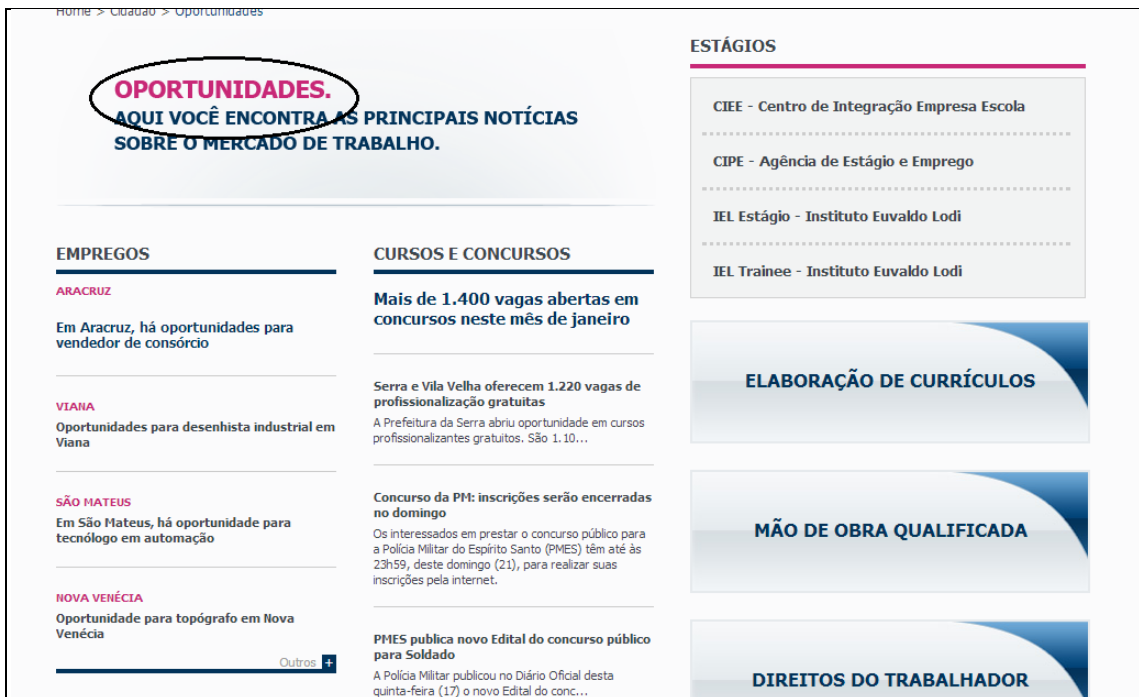 Home > Cidadão > Oportunidades
OPORTUNIDADES.
AQUI VOCÊ ENCONTRA AS PRINCIPAIS NOTÍCIAS
SOBRE O MERCADO DE TRABALHO.
EMPREGOS
ARACRUZ
Em Aracruz, há oportunidades para
vendedor de consórcio
VIANA
Oportunidades para desenhista industrial em
Viana
SÃO MATEUS
Em São Mateus, há oportunidade para
tecnólogo em automação
NOVA VENÉCIA
Oportunidade para topógrafo em Nova
Venécia
Outros +
CURSOS E CONCURSOS
Mais de 1.400 vagas abertas em
concursos neste mês de janeiro
Serra e Vila Velha oferecem 1.220 vagas de
profissionalização gratuitas
A Prefeitura da Serra abriu oportunidade em cursos
profissionalizantes gratuitos. São 1.10...
Concurso da PM: inscrições serão encerradas
no domingo
Os interessados em prestar o concurso público para
a Polícia Militar do Espírito Santo (PMES) têm até às
23h59, deste domingo (21), para realizar suas
inscrições pela internet.
PMES publica novo Edital do concurso público
para Soldado
A Polícia Militar publicou no Diário Oficial desta
quinta-feira (17) o novo Edital do conc...
ESTÁGIOS
CIEE - Centro de Integração Empresa Escola
CIPE - Agência de Estágio e Emprego
IEL Estágio - Instituto Euvaldo Lodi
IEL Trainee - Instituto Euvaldo Lodi
ELABORAÇÃO DE CURRÍCULOS
MÃO DE OBRA QUALIFICADA
DIREITOS DO TRABALHADOR